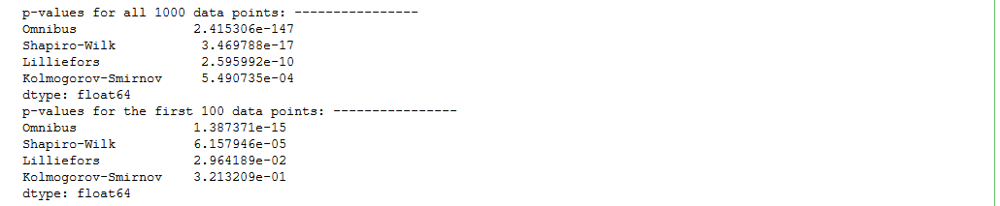 p-values for all 1000 data points: ----------------
Omnibus               2.415306e-147
Shapiro-Wilk           3.469788e-17
Lilliefors             2.595992e-10
Kolmogorov-Smirnov     5.490735e-04
dtype: float64
p-values for the first 100 data points: ----------------
Omnibus               1.387371e-15
Shapiro-Wilk          6.157946e-05
Lilliefors            2.964189e-02
Kolmogorov-Smirnov    3.213209e-01
dtype: float64